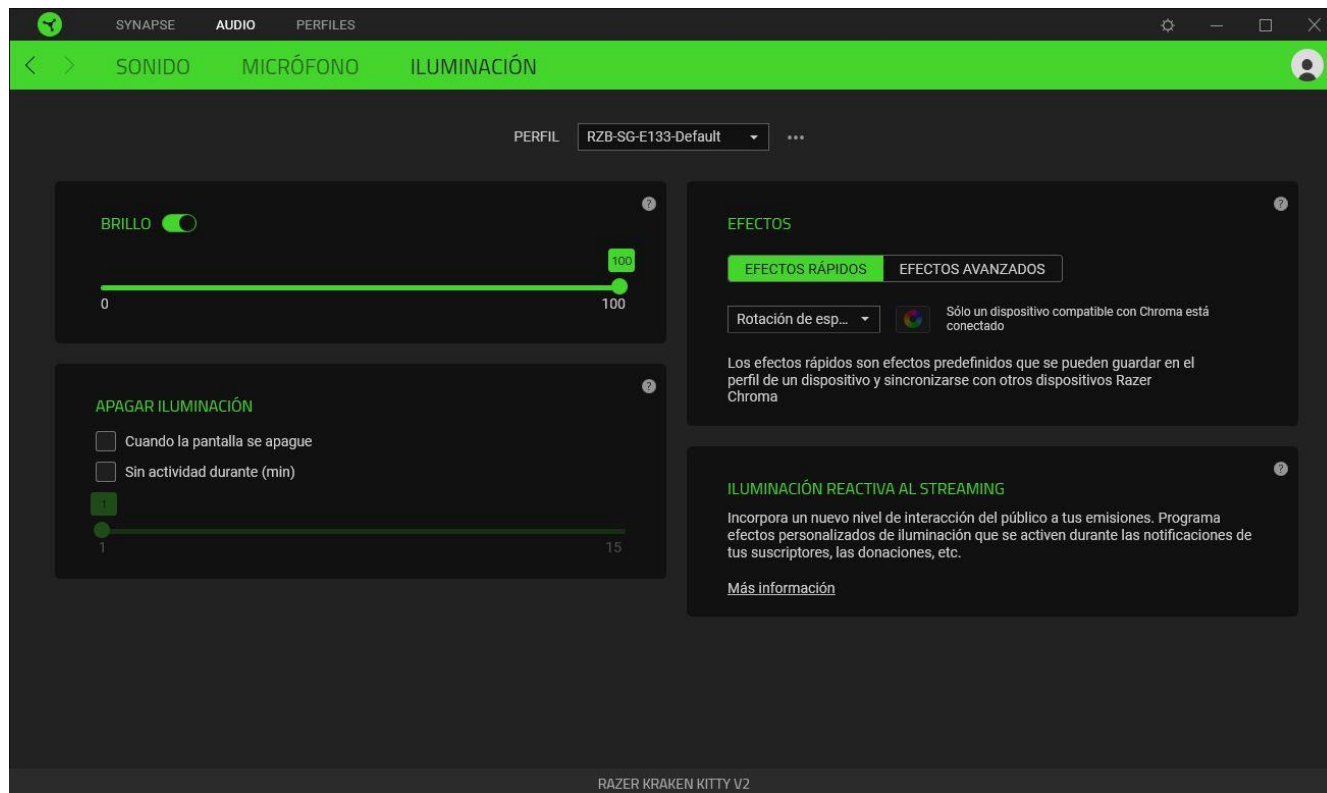 SYNAPSE AUDIO PERFILES
SONIDO MICRÓFONO ILUMINACIÓN
PERFIL RZB-SG-E133-Default
BRILLO
100
0 100
APAGAR ILUMINACIÓN
Cuando la pantalla se apague
Sin actividad durante (min)
1
1 15
EFECTOS
EFECTOS RÁPIDOS EFECTOS AVANZADOS
Rotación de esp... Sólo un dispositivo compatible con Chroma está
conectado
Los efectos rápidos son efectos predefinidos que se pueden guardar en el
perfil de un dispositivo y sincronizarse con otros dispositivos Razer
Chroma
ILUMINACIÓN REACTIVA AL STREAMING
Incorpora un nuevo nivel de interacción del público a tus emisiones. Programa
efectos personalizados de iluminación que se activen durante las notificaciones de
tus suscriptores, las donaciones, etc.
Más información
RAZER KRAKEN KITTY V2